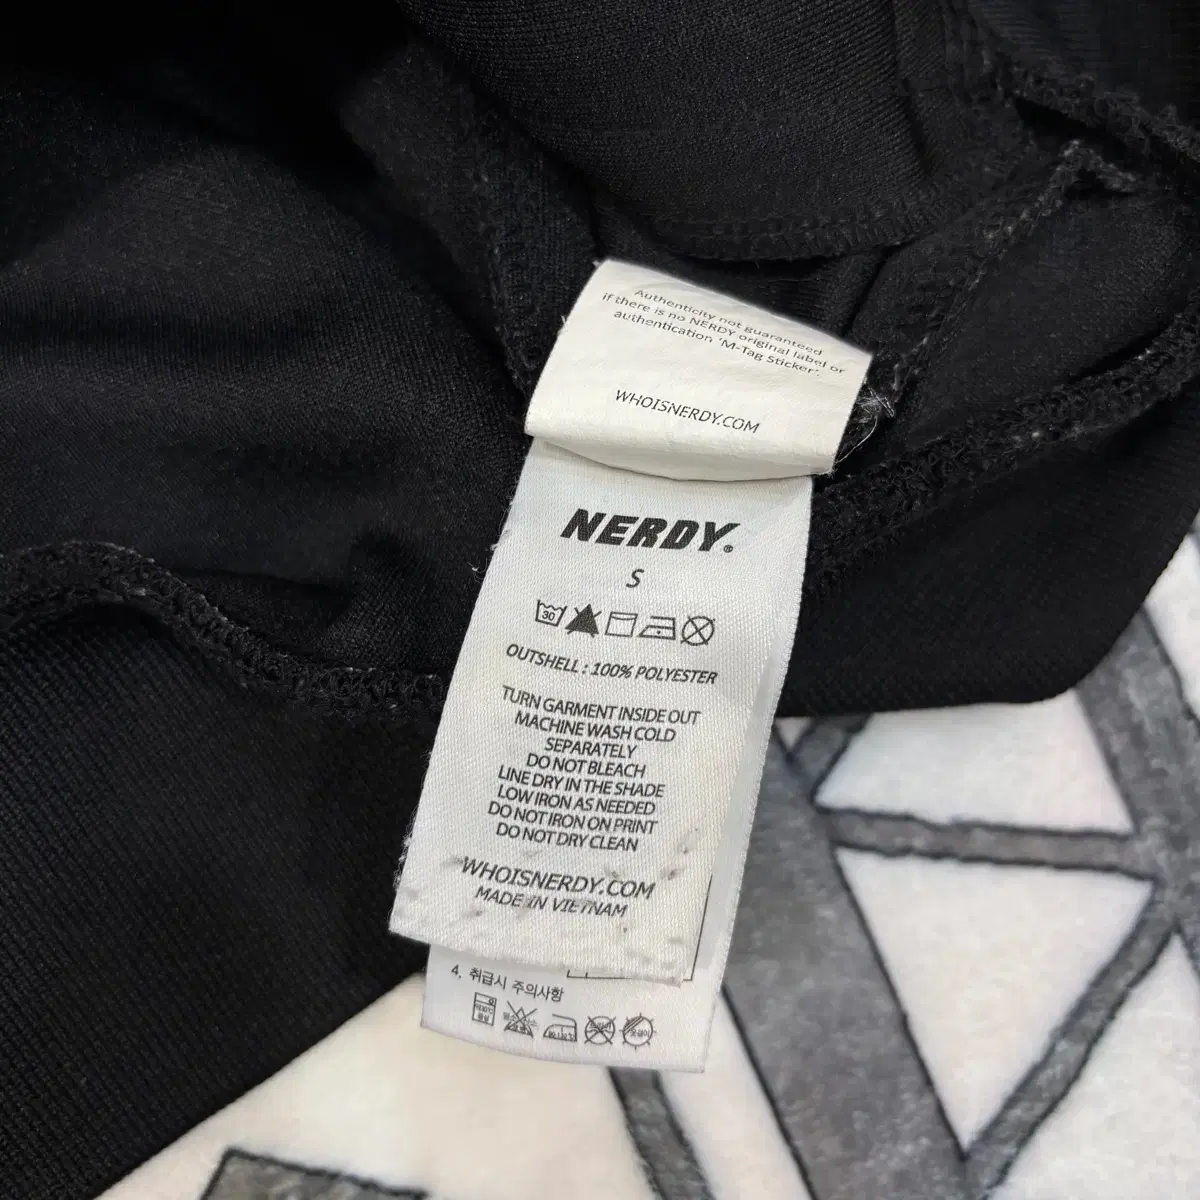 Authenticity not guaranteed
if there is no NERDY original label or
authentication 'M-Tag Sticker'.
WHOISNERDY.COM
NERDY®
S
30
OUTSHELL : 100% POLYESTER
TURN GARMENT INSIDE OUT
MACHINE WASH COLD
SEPARATELY
DO NOT BLEACH
LINE DRY IN THE SHADE
LOW IRON AS NEEDED
DO NOT IRON ON PRINT
DO NOT DRY CLEAN
WHOISNERDY.COM
MADE IN VIETNAM
4. 취급시 주의사항